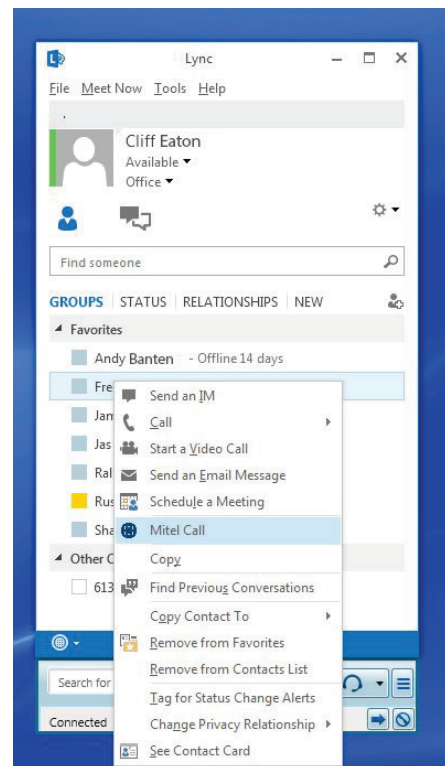 Lync
File Meet Now Tools Help
.
Cliff Eaton
Available
Office
Find someone
GROUPS STATUS RELATIONSHIPS NEW
Favorites
Andy Banten - Offline 14 days
Fre
Send an IM
Jam
Call
Jas
Start a Video Call
Ral
Send an Email Message
Rus
Schedule a Meeting
Sha
Mitel Call
Other C
Copy
613
Find Previous Conversations
Copy Contact To
Remove from Favorites
Search for
Remove from Contacts List
Tag for Status Change Alerts
Connected
Change Privacy Relationship
See Contact Card